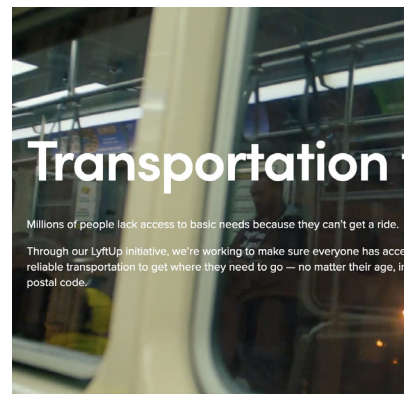 Transportation
Millions of people lack access to basic needs because they can't get a ride.
Through our LyftUp initiative, we're working to make sure everyone has
reliable transportation to get where they need to go — no matter their age,
postal code.